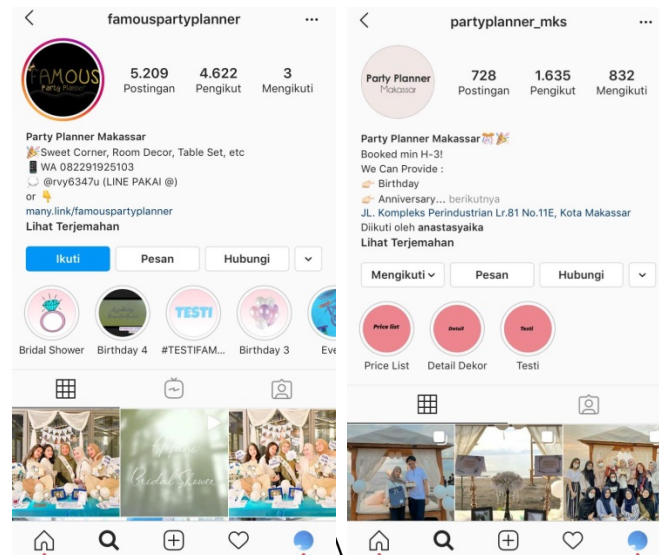 famouspartyplanner
FAMOUS
Party Planner
5.209 4.622 3
Postingan Pengikut Mengikuti
Party Planner Makassar
🎉Sweet Corner, Room Decor, Table Set, etc
📱WA 082291925103
💬 @rvy6347u (LINE PAKAI @)
or 👇
many.link/famouspartyplanner
Lihat Terjemahan
Ikuti Pesan Hubungi
TESTI
Bridal Shower Birthday 4 #TESTIFAM... Birthday 3 Eve
Bridal Shower
partyplanner_mks
Party Planner
Makassar
728 1.635 832
Postingan Pengikut Mengikuti
Party Planner Makassar🎊🎉
Booked min H-3!
We Can Provide :
👉 Birthday
👉 Anniversary... berikutnya
JL. Kompleks Perindustrian Lr.81 No.11E, Kota Makassar
Diikuti oleh anastasyaika
Lihat Terjemahan
Mengikuti Pesan Hubungi
Price list Detail Testi
Price List Detail Dekor Testi